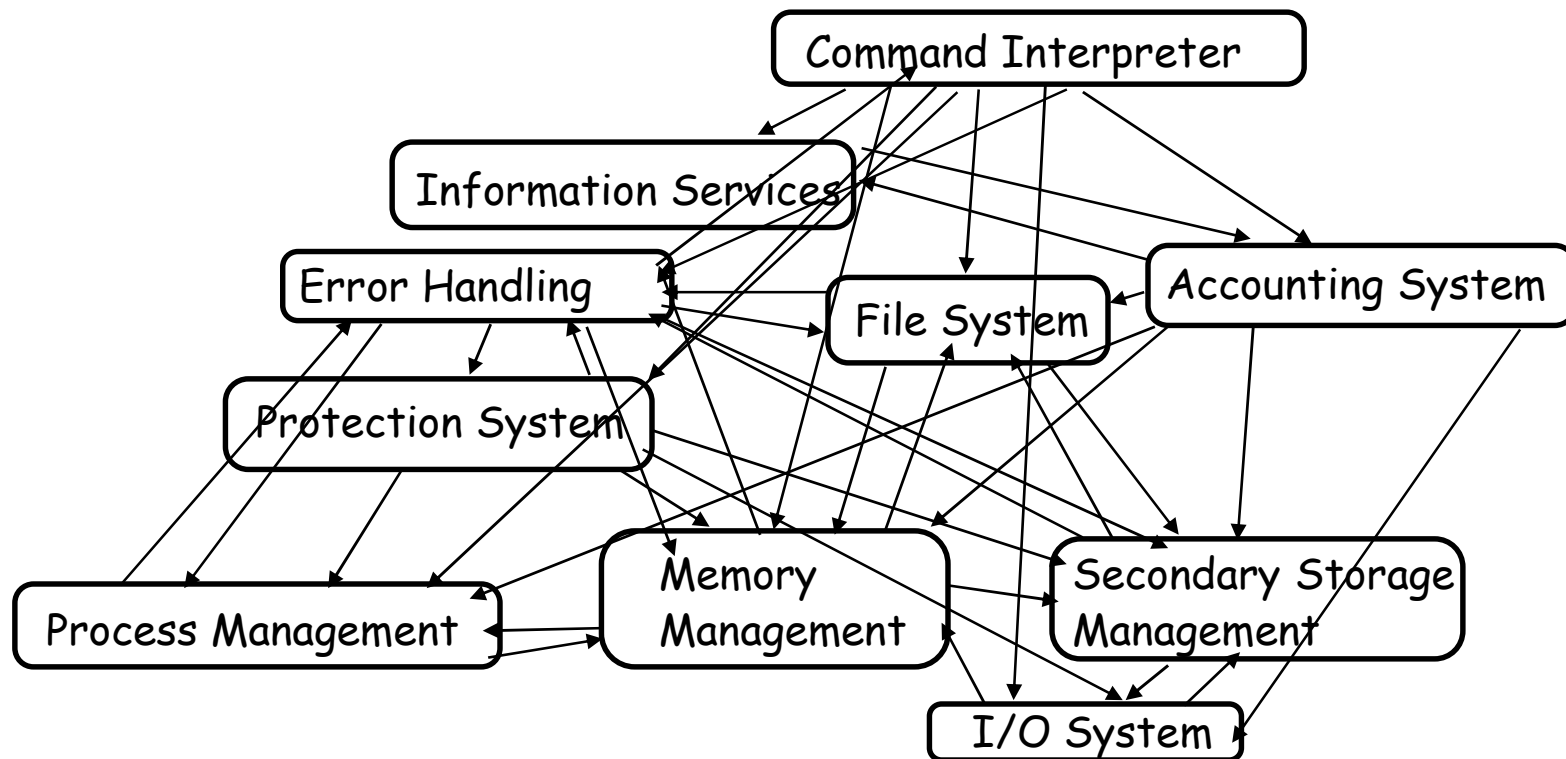 Command Interpreter
Information Services
Error Handling
File System
Accounting System
Protection System
Memory
Management
Secondary Storage
Management
Process Management
I/O System